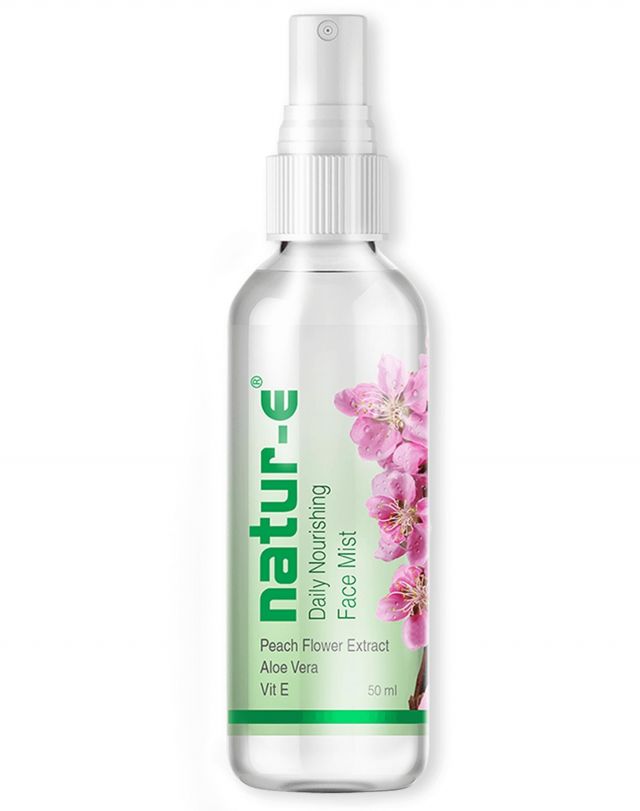 natur-e®
Daily Nourishing
Face Mist
Peach Flower Extract
Aloe Vera
Vit E
50 ml